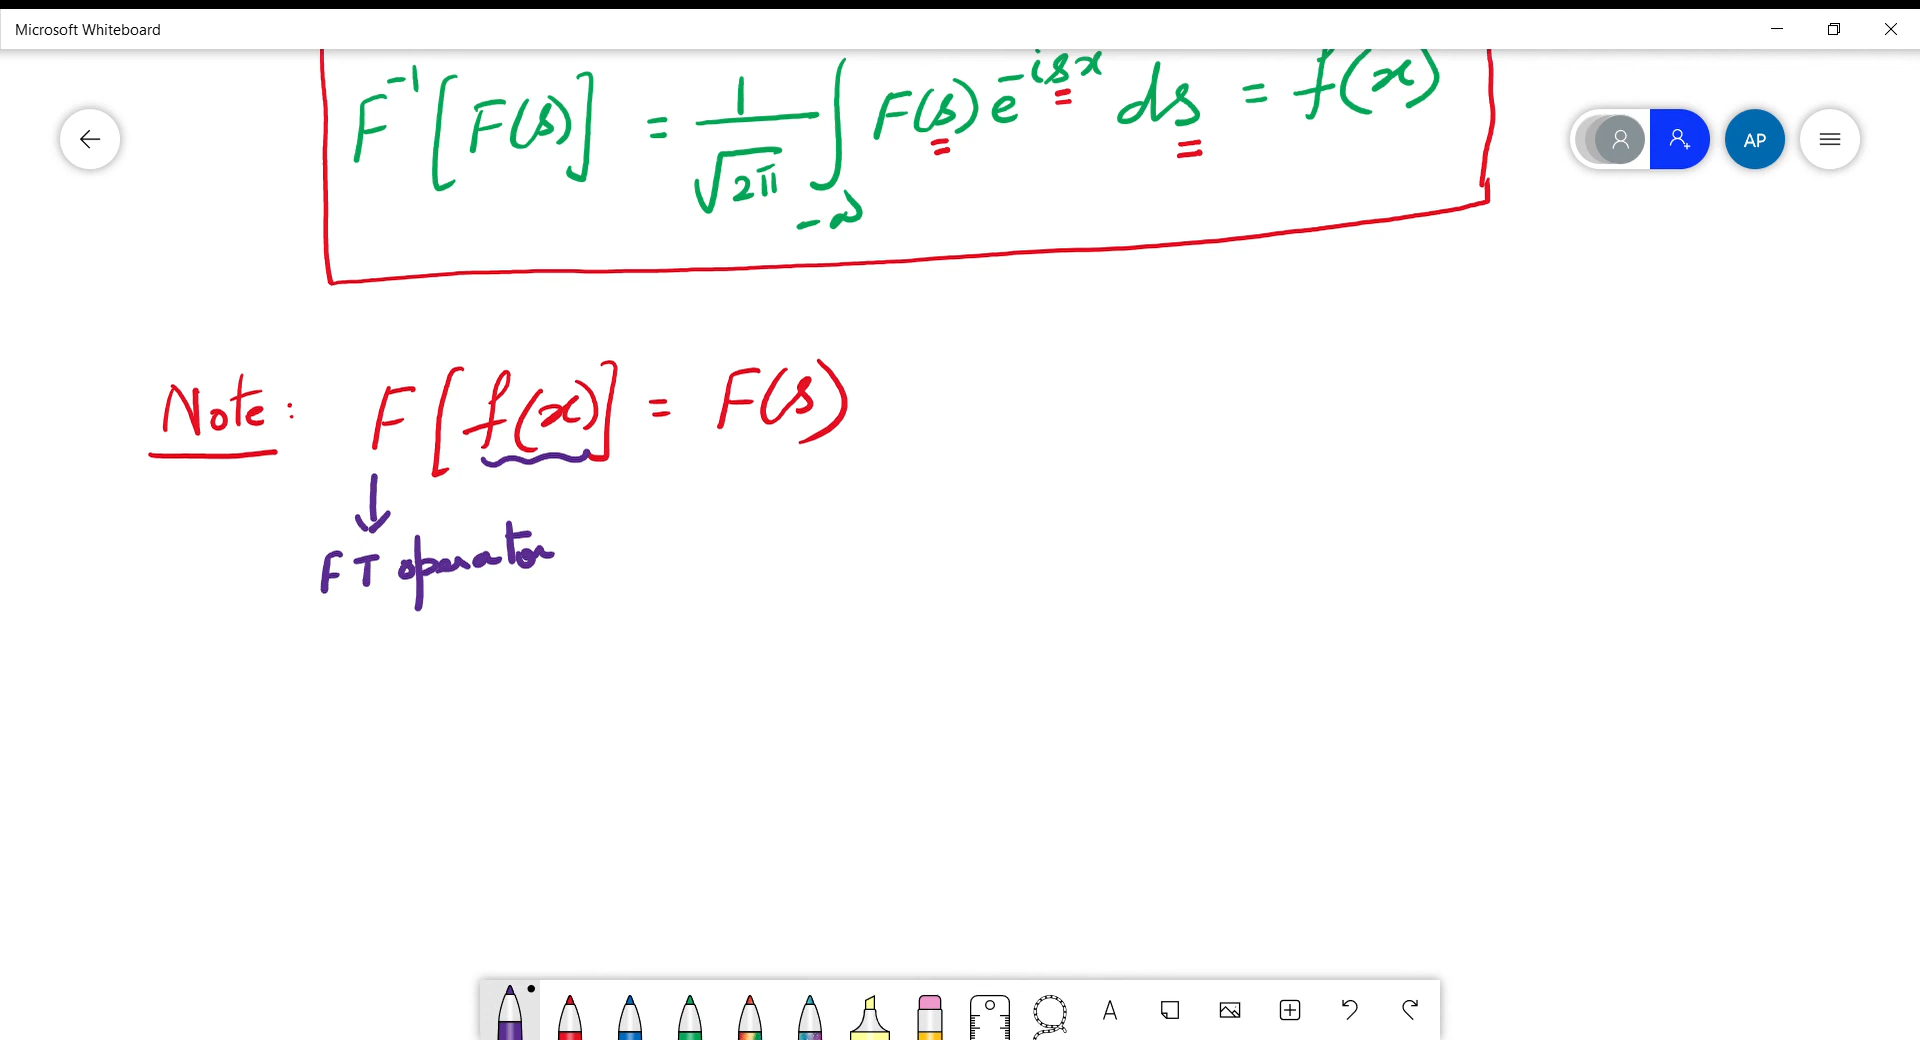 Microsoft Whiteboard
F⁻¹[F(s)] = 1/√2π ∫_-∞ F(s) e^-isx ds = f(x)
AP
Note: F[f(x)] = F(s)
FT operator
A